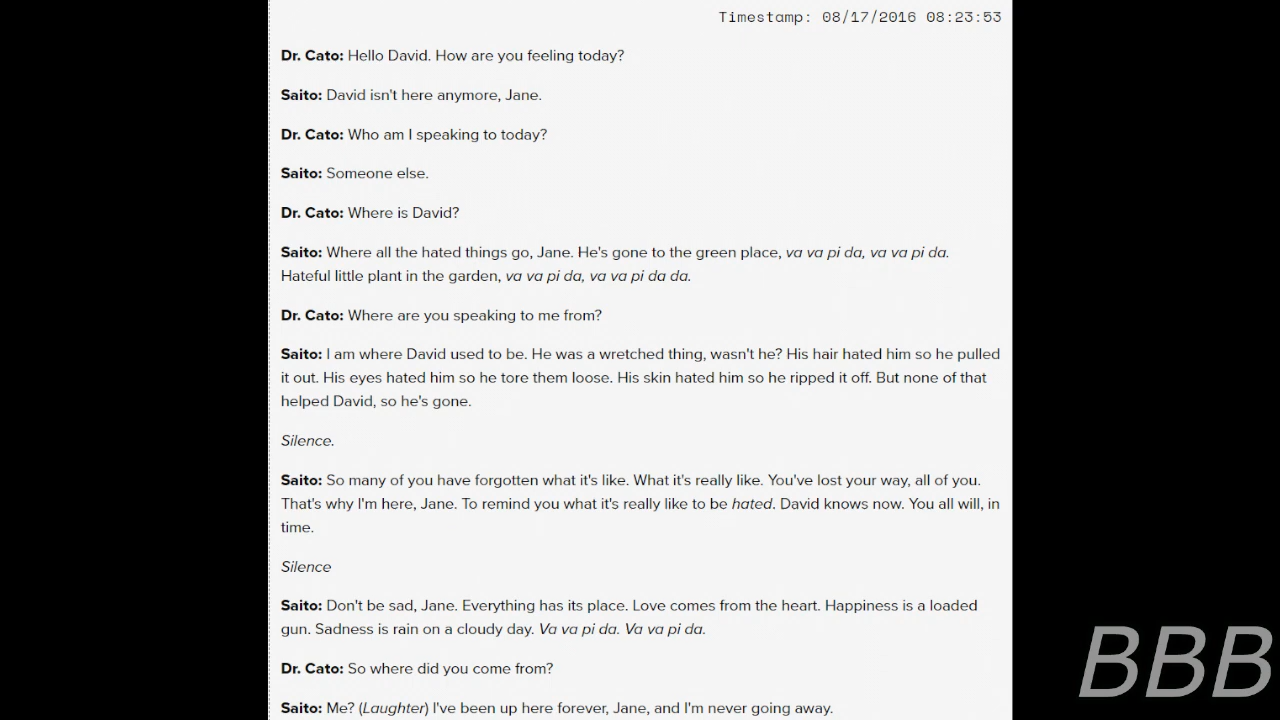 Timestamp: 08/17/2016 08:23:53
Dr. Cato: Hello David. How are you feeling today?
Saito: David isn't here anymore, Jane.
Dr. Cato: Who am I speaking to today?
Saito: Someone else.
Dr. Cato: Where is David?
Saito: Where all the hated things go, Jane. He's gone to the green place, va va pi da, va va pi da.
Hateful little plant in the garden, va va pi da, va va pi da da.
Dr. Cato: Where are you speaking to me from?
Saito: I am where David used to be. He was a wretched thing, wasn't he? His hair hated him so he pulled
it out. His eyes hated him so he tore them loose. His skin hated him so he ripped it off. But none of that
helped David, so he's gone.
Silence.
Saito: So many of you have forgotten what it's like. What it's really like. You've lost your way, all of you.
That's why I'm here, Jane. To remind you what it's really like to be hated. David knows now. You all will, in
time.
Silence
Saito: Don't be sad, Jane. Everything has its place. Love comes from the heart. Happiness is a loaded
gun. Sadness is rain on a cloudy day. Va va pi da. Va va pi da.
Dr. Cato: So where did you come from?
Saito: Me? (Laughter) I've been up here forever, Jane, and I'm never going away.
BBB